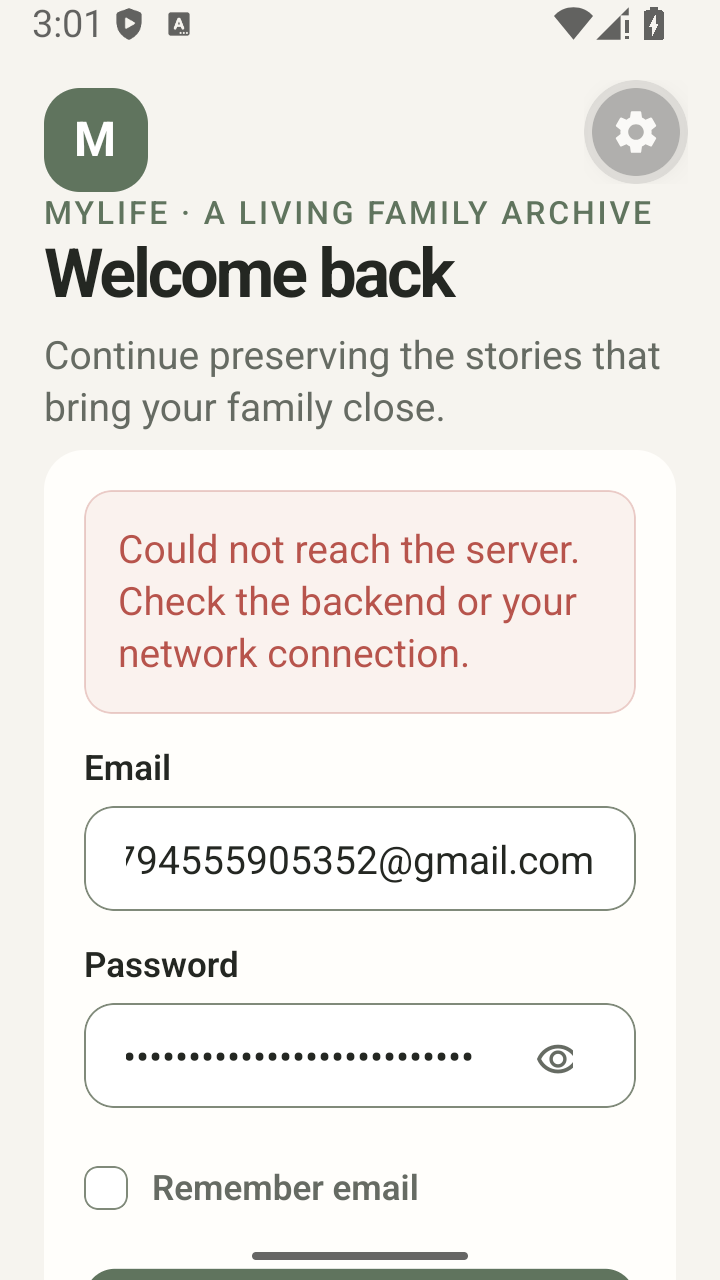 3:01
M
MYLIFE · A LIVING FAMILY ARCHIVE
Welcome back
Continue preserving the stories that
bring your family close.
Could not reach the server.
Check the backend or your
network connection.
Email
794555905352@gmail.com
Password
Remember email